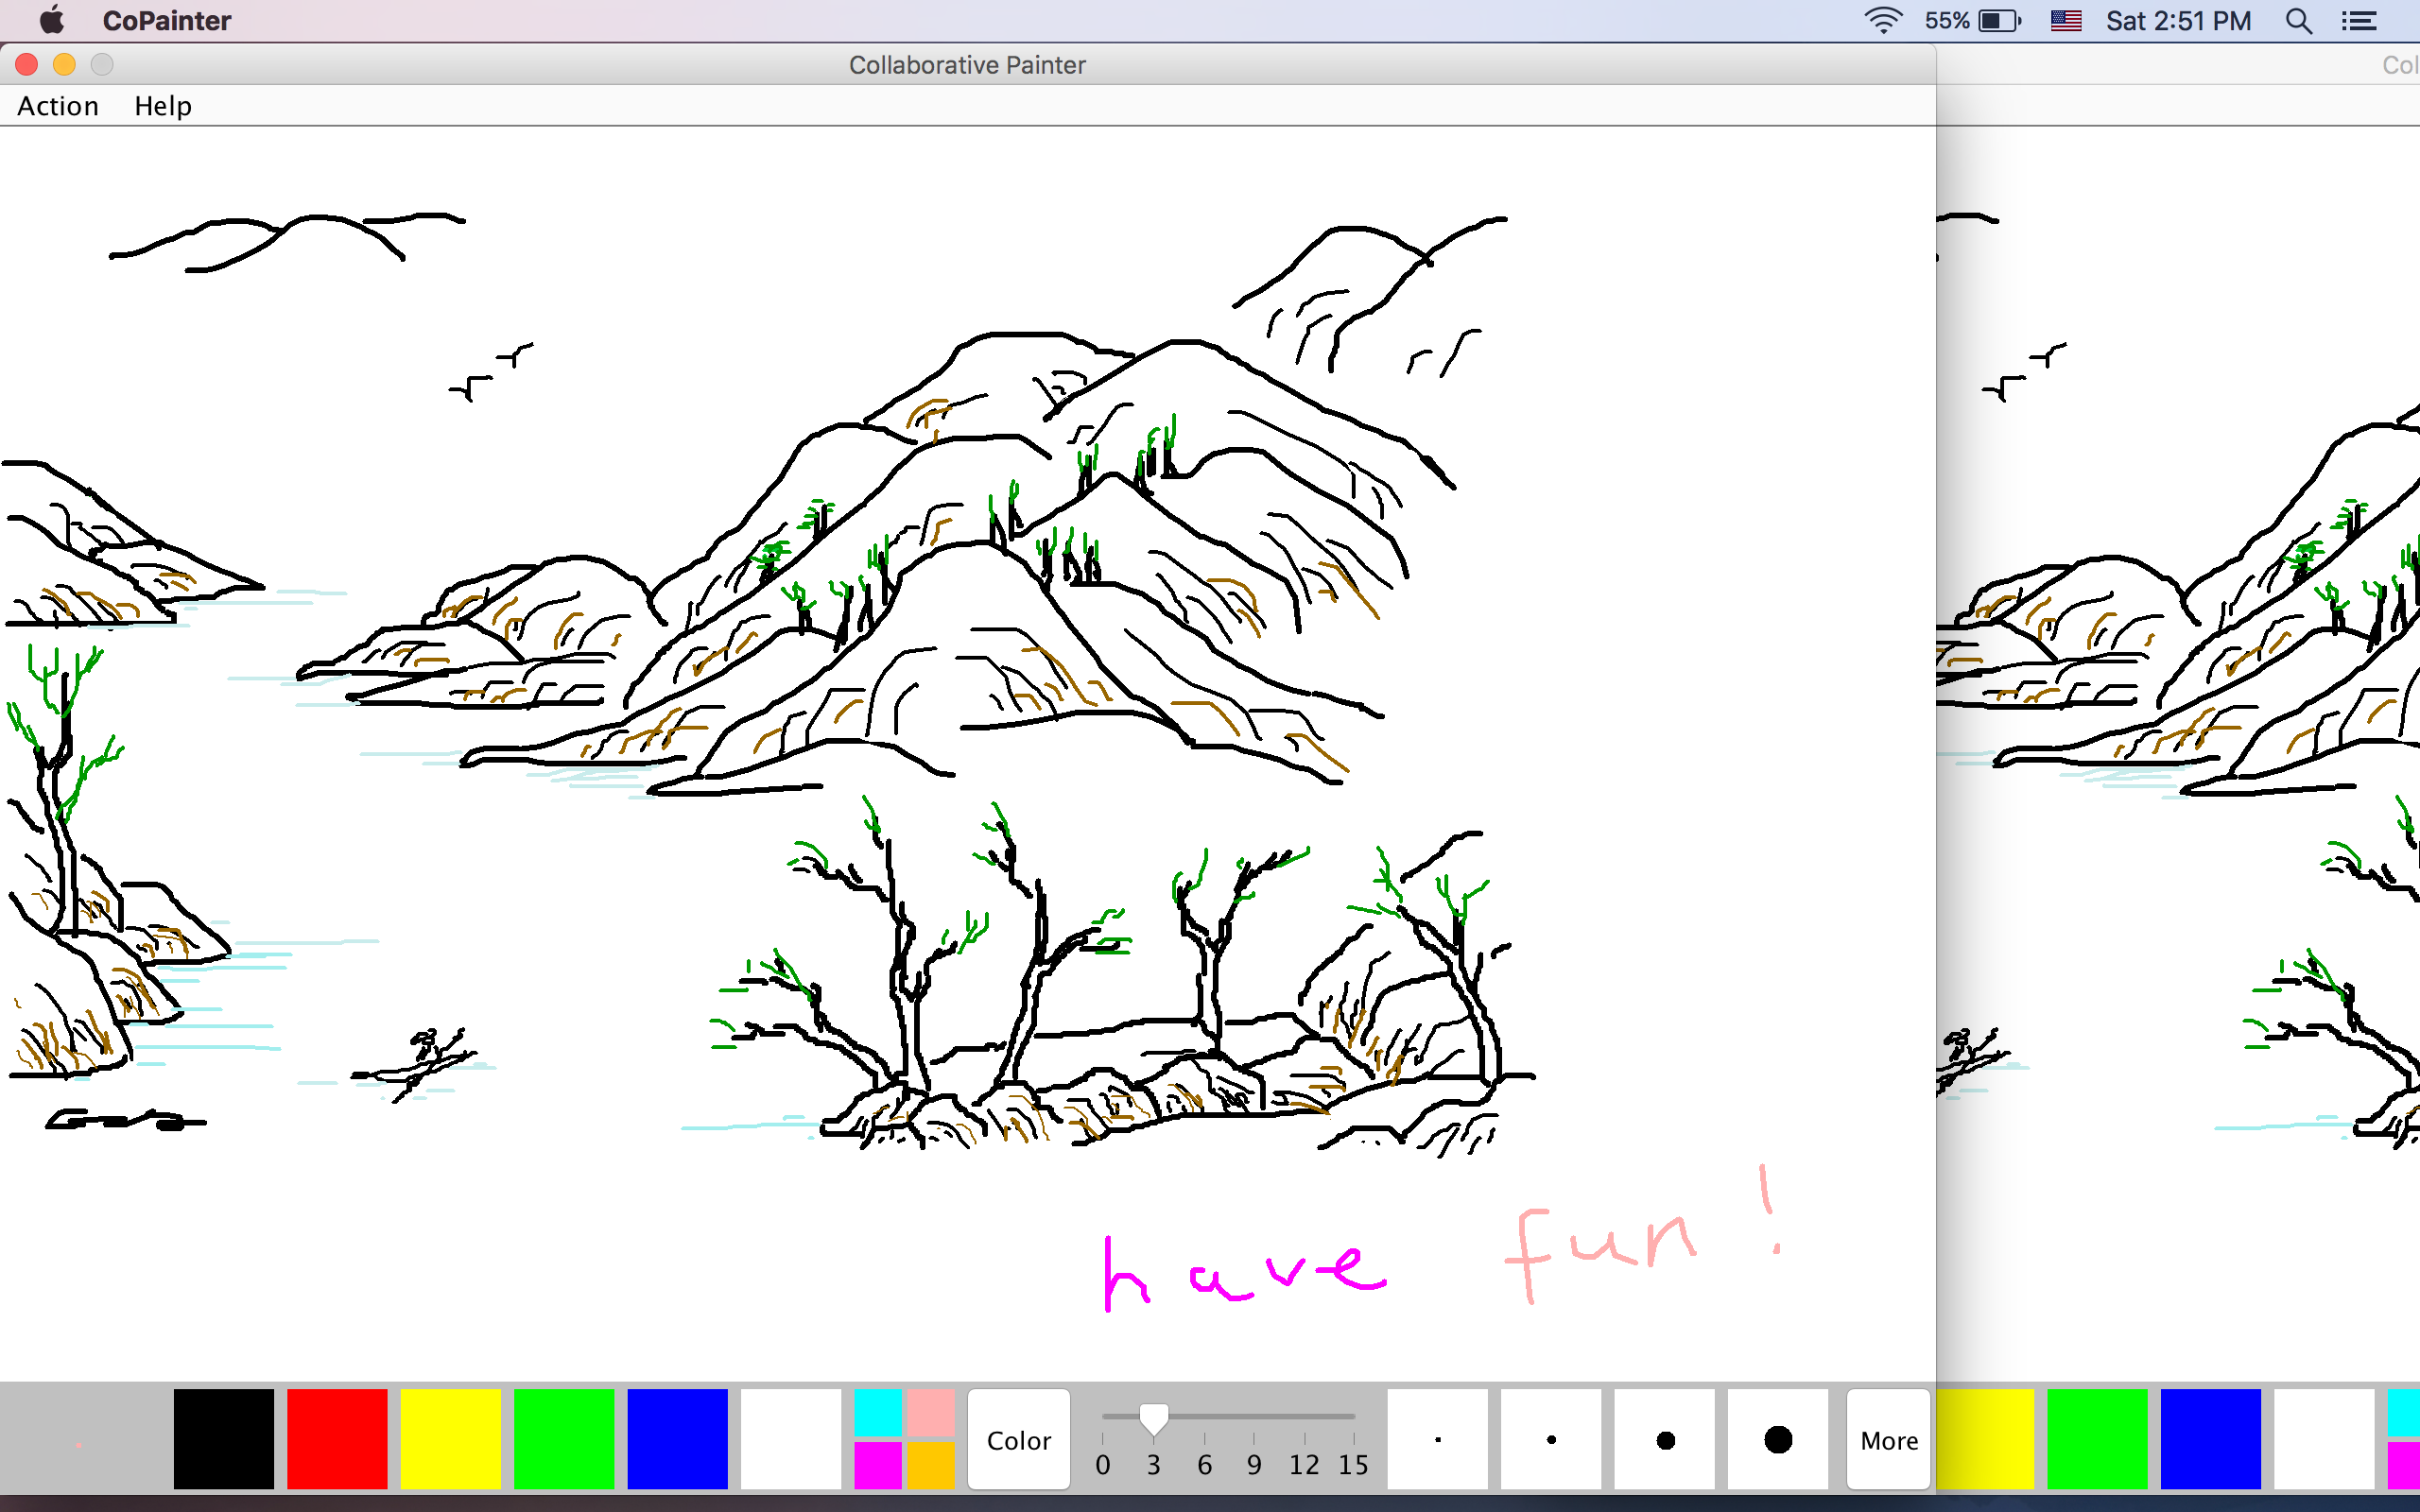 CoPainter 55% Sat 2:51 PM
Collaborative Painter Col
Action Help
have fun!
Color 0 3 6 9 12 15 More